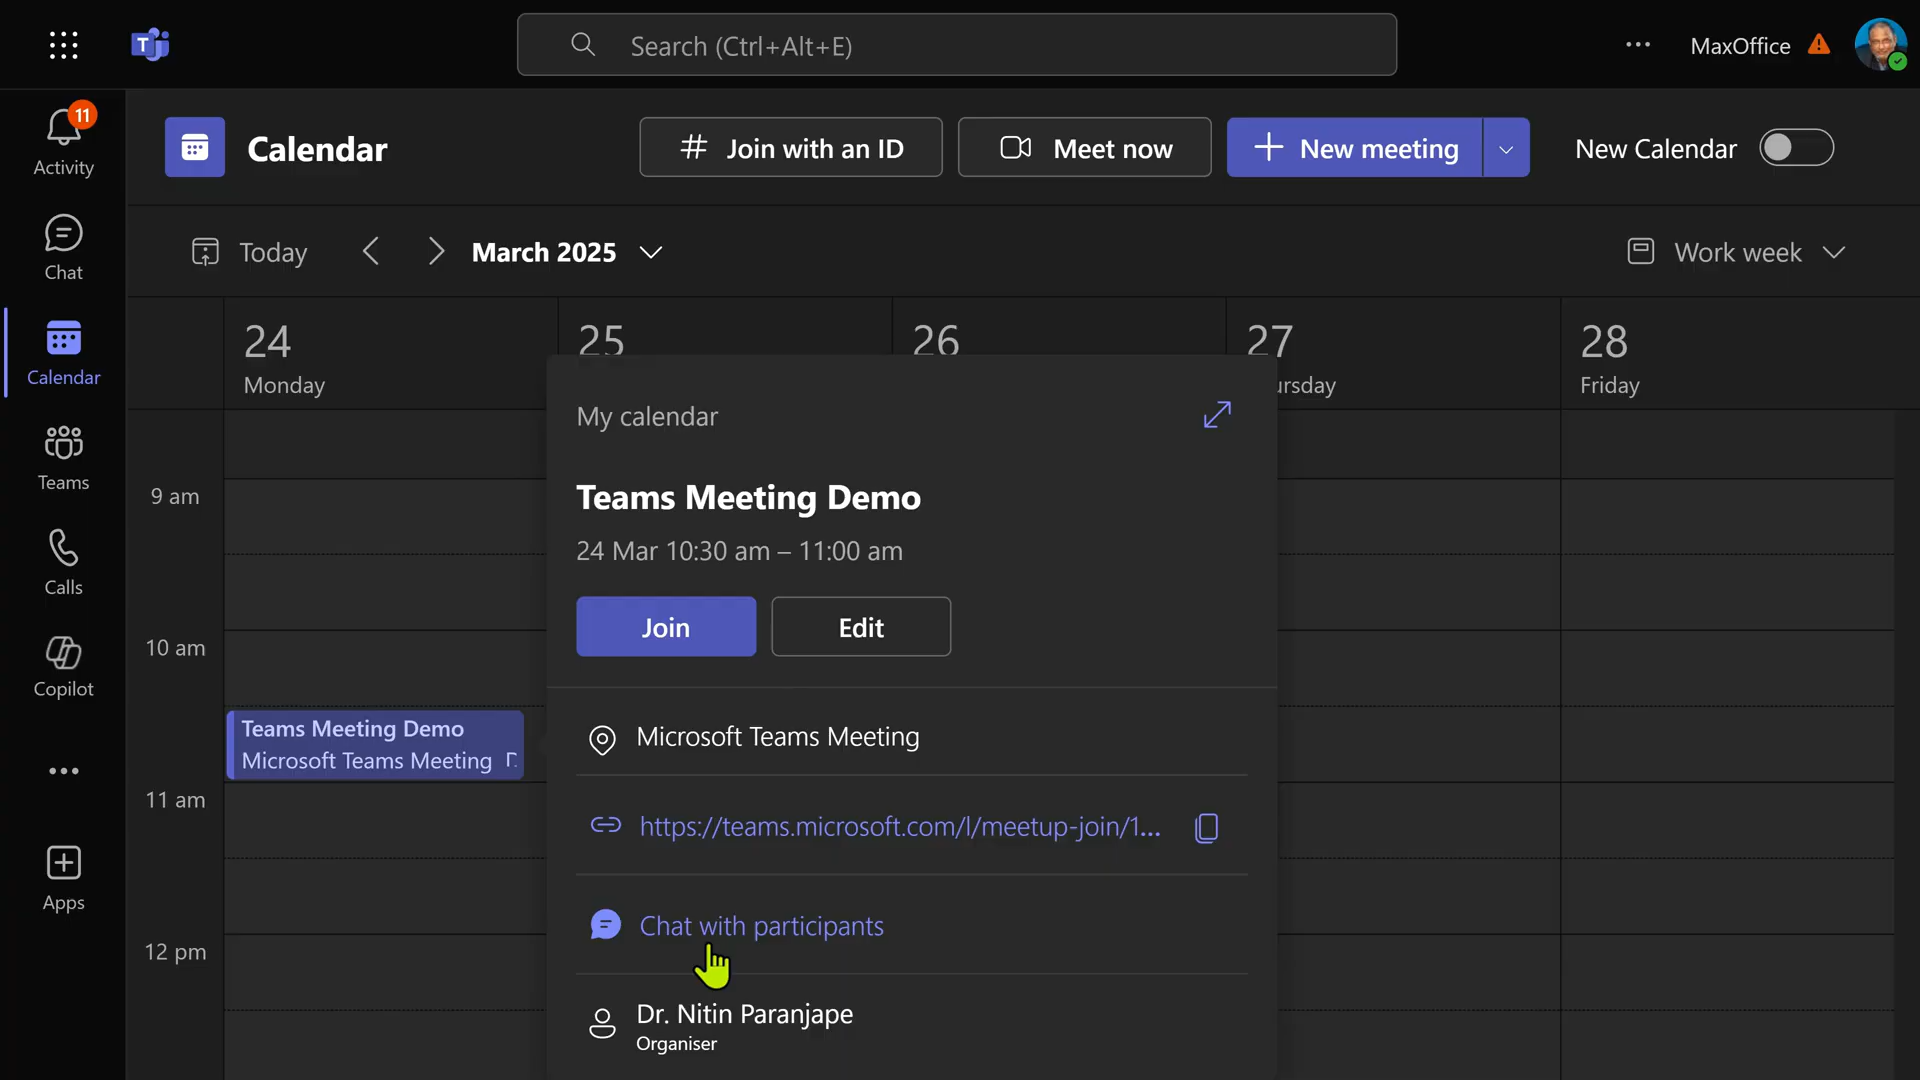 Search (Ctrl+Alt+E)
MaxOffice
11
Activity
Chat
Calendar
Teams
Calls
Copilot
Apps
Calendar
Join with an ID
Meet now
New meeting
New Calendar
Today
March 2025
Work week
24
Monday
25
26
27
ursday
28
Friday
9 am
10 am
11 am
12 pm
Teams Meeting Demo
Microsoft Teams Meeting
My calendar
Teams Meeting Demo
24 Mar 10:30 am – 11:00 am
Join
Edit
Microsoft Teams Meeting
https://teams.microsoft.com/l/meetup-join/1...
Chat with participants
Dr. Nitin Paranjape
Organiser